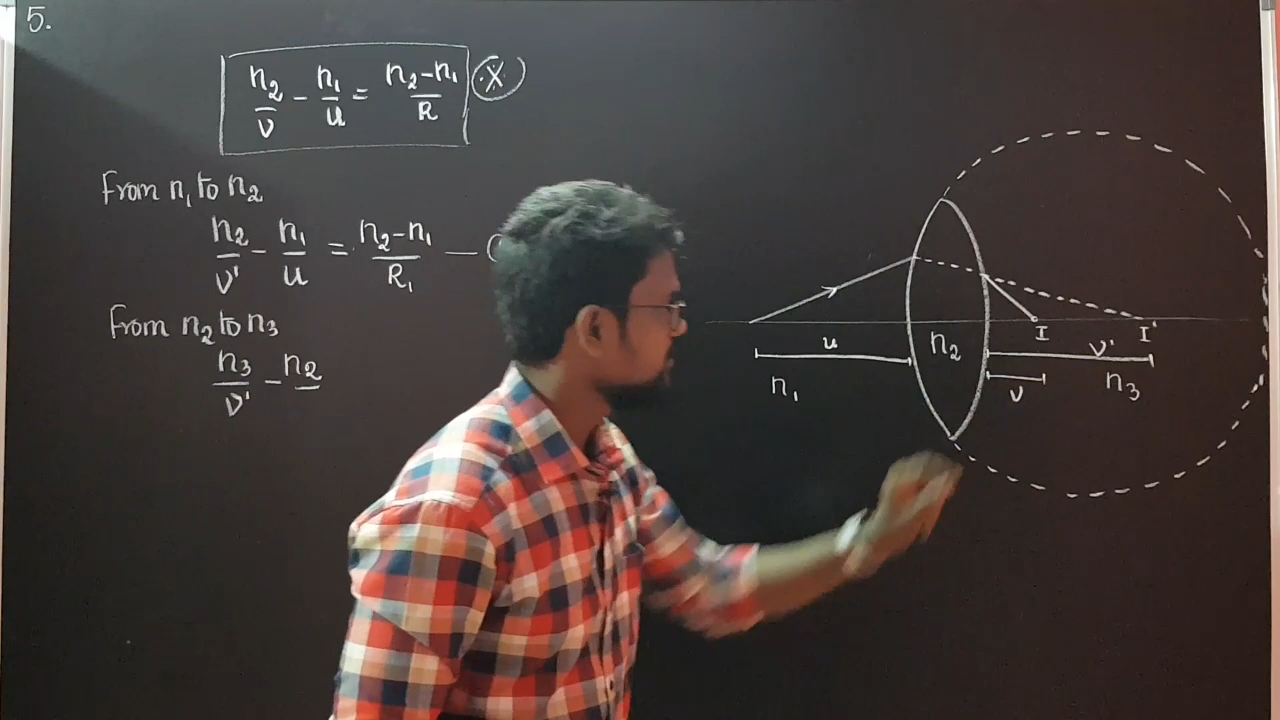 5.
n₂/v - n₁/u = n₂-n₁/R (X)
From n₁ to n₂
n₂/v' - n₁/u = n₂-n₁/R₁ —
From n₂ to n₃
n₃/v' - n₂
I I'
u n₂ v'
n₁ v n₃